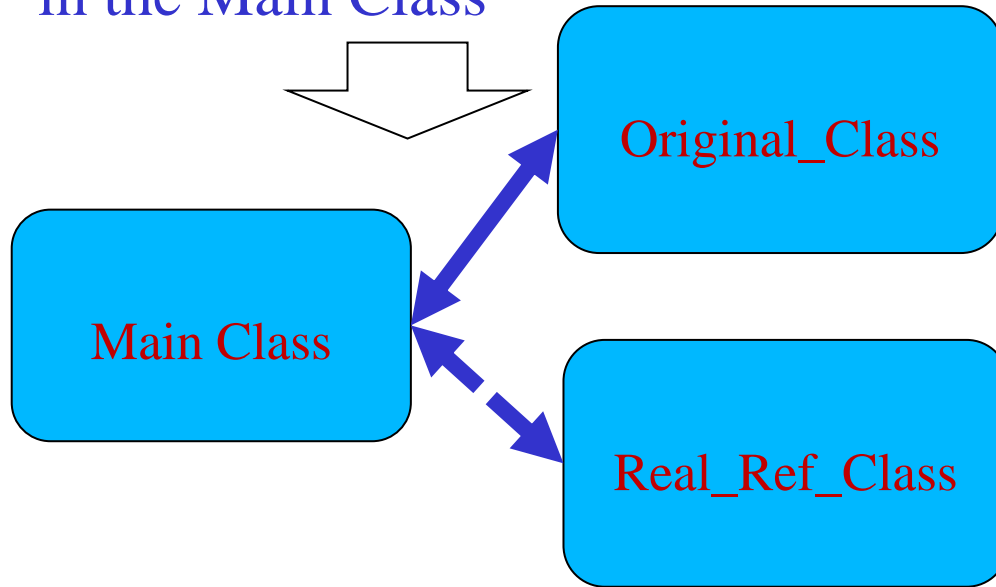 in the Main Class
Original_Class
Main Class
Real_Ref_Class